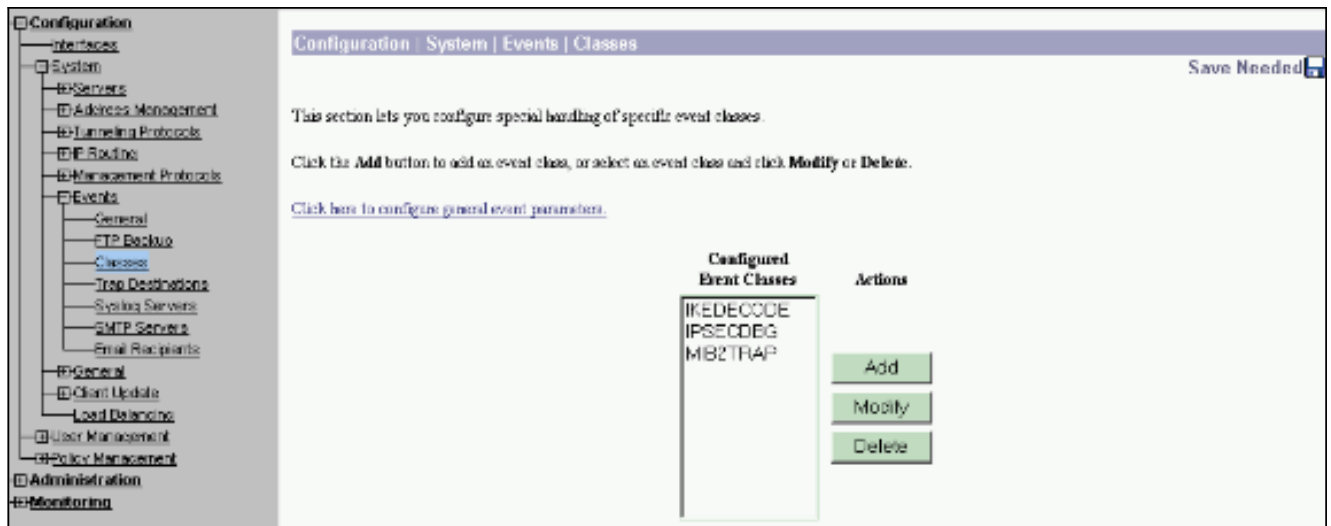 Configuration
Interfaces
System
Servers
Address Management
Tunneling Protocols
IP Routing
Management Protocols
Events
General
FTP Backup
Classes
Trap Destinations
Syslog Servers
SMTP Servers
Email Recipients
General
Client Update
Load Balancing
User Management
Policy Management
Administration
Monitoring
Configuration | System | Events | Classes
Save Needed
This section lets you configure special handling of specific event classes.
Click the Add button to add an event class, or select an event class and click Modify or Delete.
Click here to configure general event parameters.
Configured
Event Classes
Actions
IKEDECODE
IPSECDBG
MIB2TRAP
Add
Modify
Delete